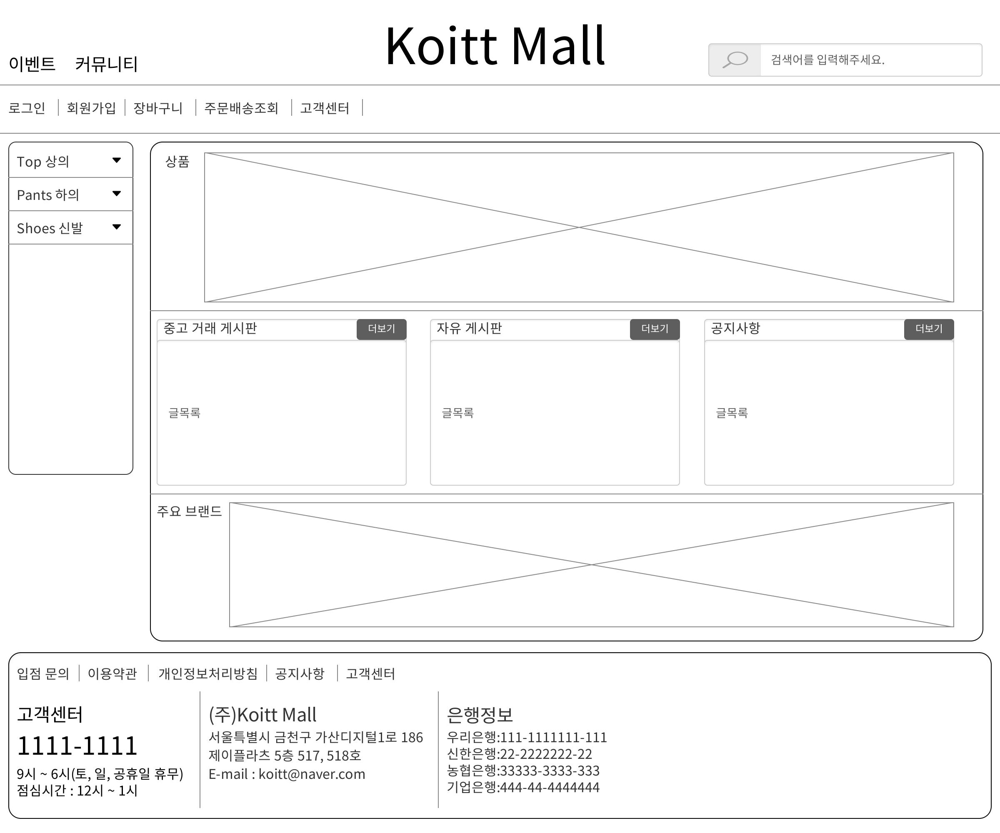 Koitt Mall
이벤트 커뮤니티
검색어를 입력해주세요.
로그인 회원가입 장바구니 주문배송조회 고객센터
Top 상의
Pants 하의
Shoes 신발
상품
중고 거래 게시판 더보기
글목록
자유 게시판 더보기
글목록
공지사항 더보기
글목록
주요 브랜드
입점 문의 이용약관 개인정보처리방침 공지사항 고객센터
고객센터
1111-1111
9시 ~ 6시(토, 일, 공휴일 휴무)
점심시간 : 12시 ~ 1시
(주)Koitt Mall
서울특별시 금천구 가산디지털1로 186
제이플라츠 5층 517, 518호
E-mail : koitt@naver.com
은행정보
우리은행:111-1111111-111
신한은행:22-2222222-22
농협은행:33333-3333-333
기업은행:444-44-4444444